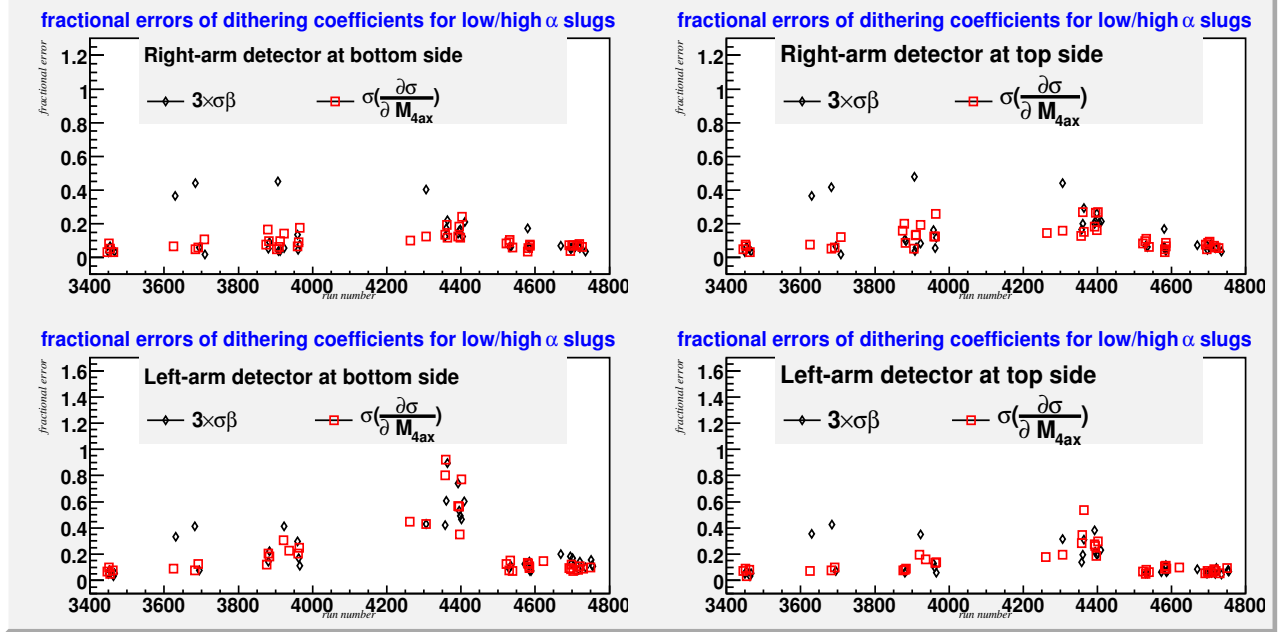 fractional errors of dithering coefficients for low/high α slugs
fractional error
Right-arm detector at bottom side
3×σβ
σ(∂σ/∂ M4ax)
1.2
1
0.8
0.6
0.4
0.2
0
3400 3600 3800 4000 4200 4400 4600 4800
run number
fractional errors of dithering coefficients for low/high α slugs
fractional error
Right-arm detector at top side
3×σβ
σ(∂σ/∂ M4ax)
1.2
1
0.8
0.6
0.4
0.2
0
3400 3600 3800 4000 4200 4400 4600 4800
run number
fractional errors of dithering coefficients for low/high α slugs
fractional error
Left-arm detector at bottom side
3×σβ
σ(∂σ/∂ M4ax)
1.6
1.4
1.2
1
0.8
0.6
0.4
0.2
0
3400 3600 3800 4000 4200 4400 4600 4800
run number
fractional errors of dithering coefficients for low/high α slugs
fractional error
Left-arm detector at top side
3×σβ
σ(∂σ/∂ M4ax)
1.6
1.4
1.2
1
0.8
0.6
0.4
0.2
0
3400 3600 3800 4000 4200 4400 4600 4800
run number